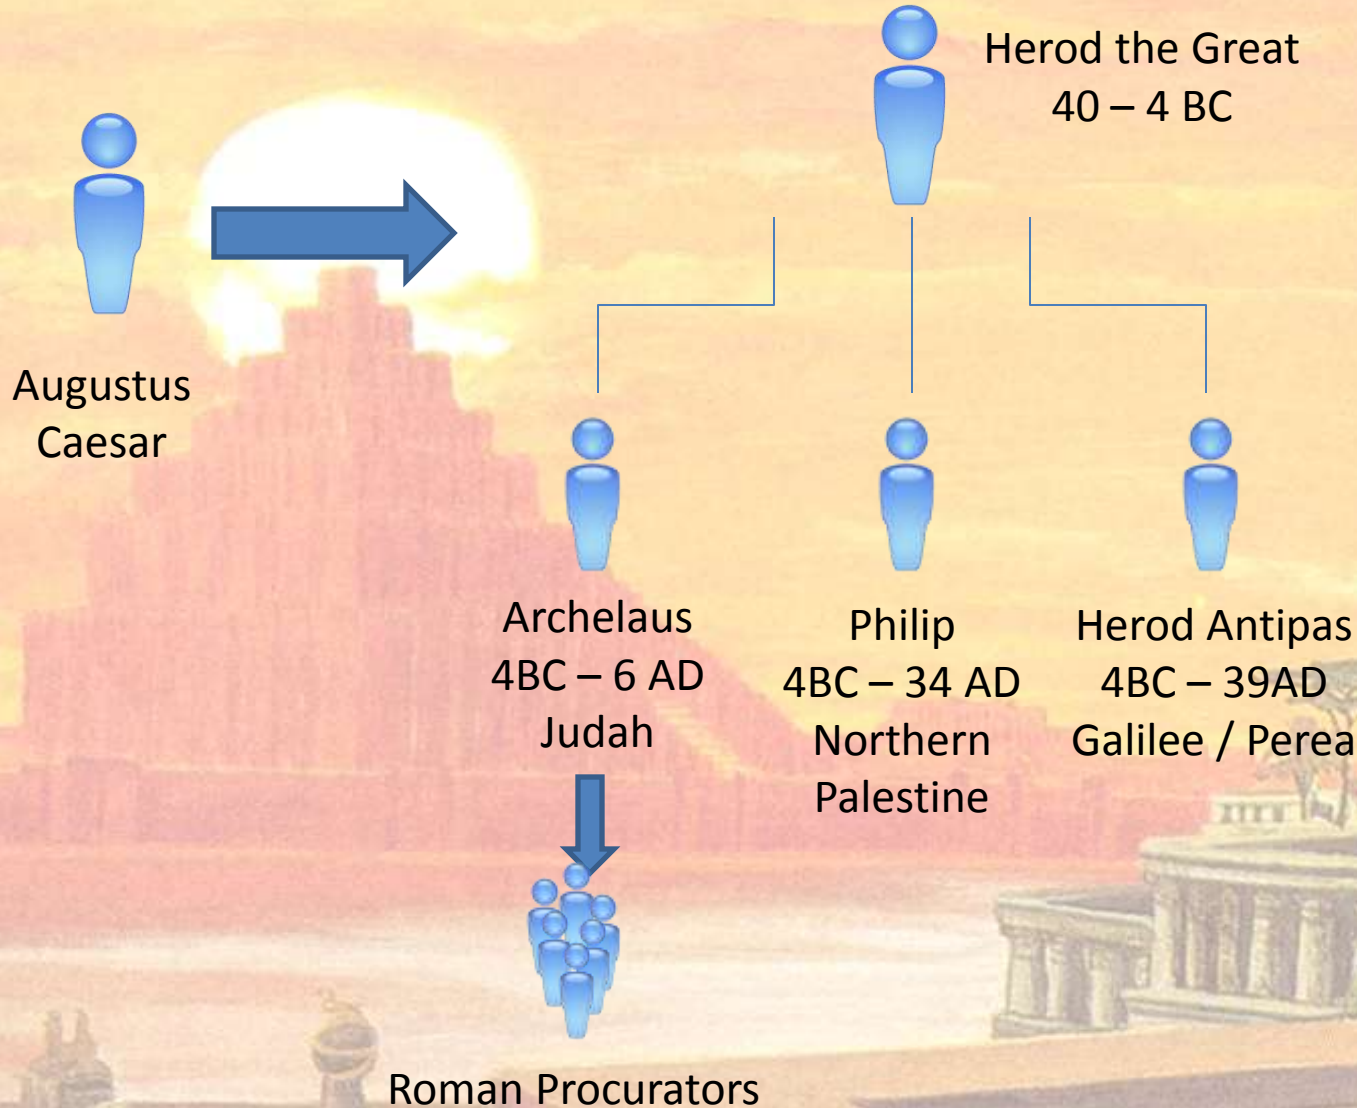 Herod the Great
40 – 4 BC
Augustus
Caesar
Archelaus
4BC – 6 AD
Judah
Philip
4BC – 34 AD
Northern
Palestine
Herod Antipas
4BC – 39AD
Galilee / Perea
Roman Procurators